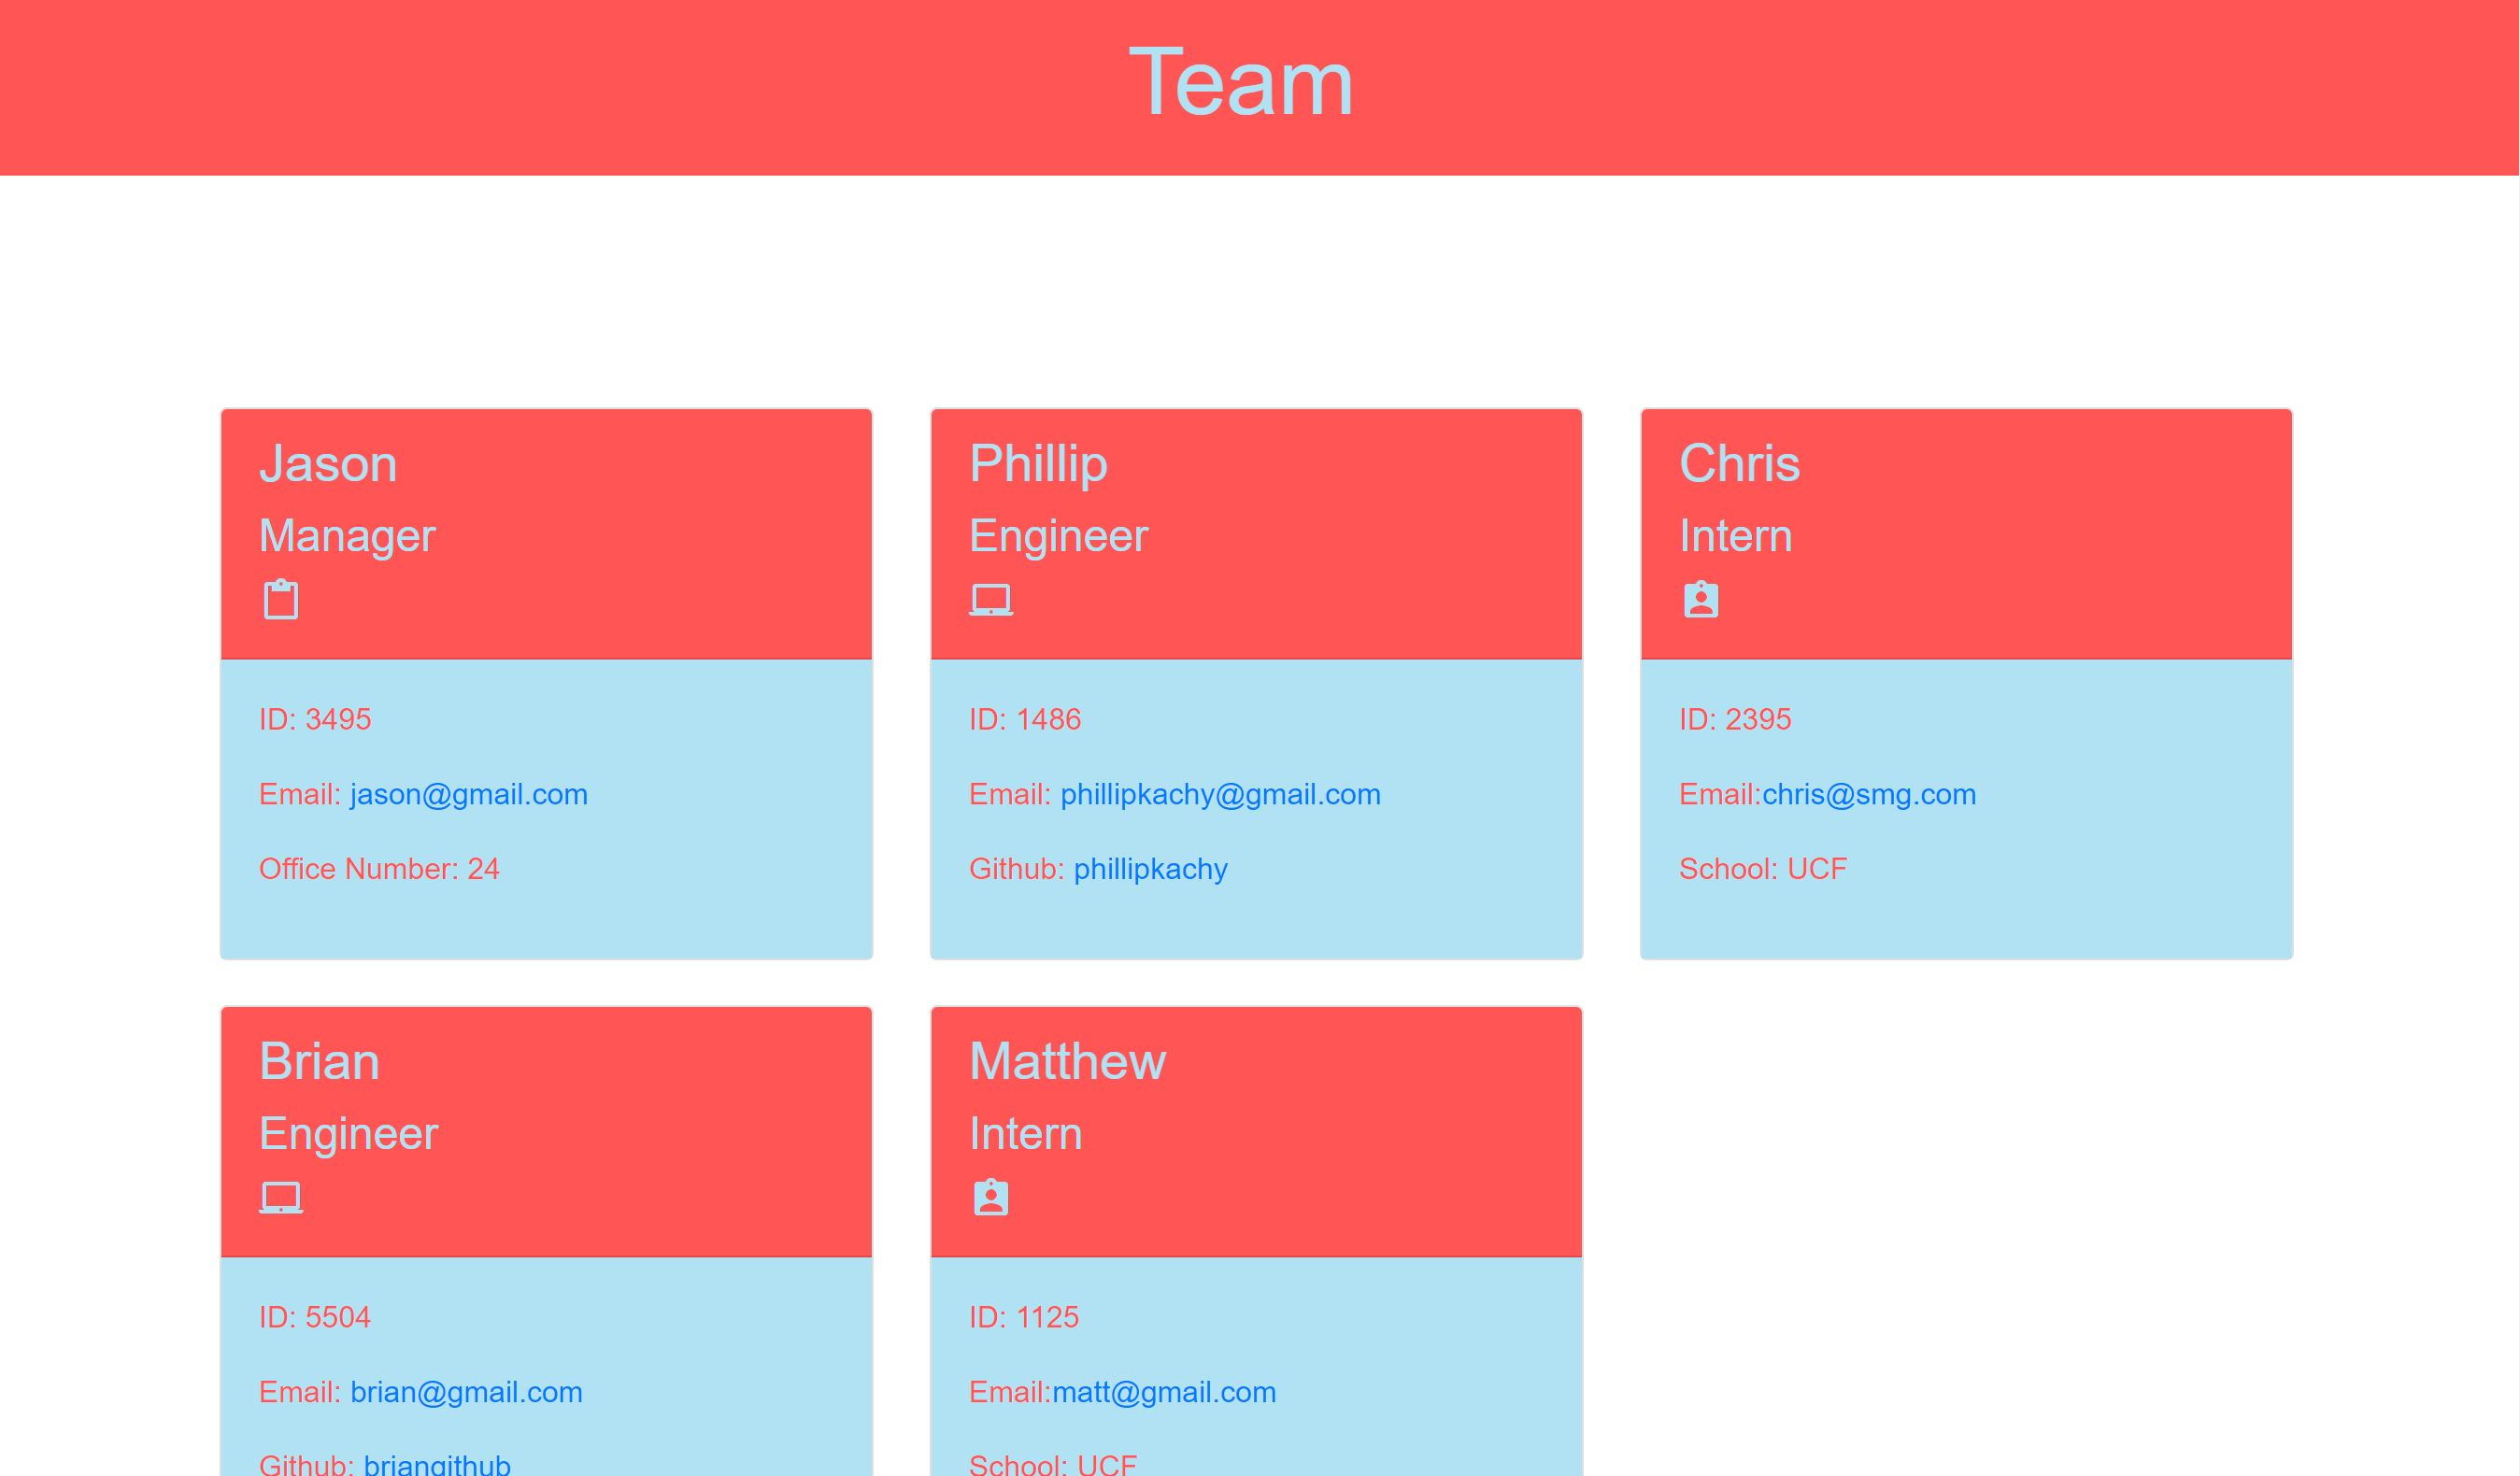 Team
Jason
Manager
ID: 3495
Email: jason@gmail.com
Office Number: 24
Phillip
Engineer
ID: 1486
Email: phillipkachy@gmail.com
Github: phillipkachy
Chris
Intern
ID: 2395
Email:chris@smg.com
School: UCF
Brian
Engineer
ID: 5504
Email: brian@gmail.com
Github: briangithub
Matthew
Intern
ID: 1125
Email:matt@gmail.com
School: UCF